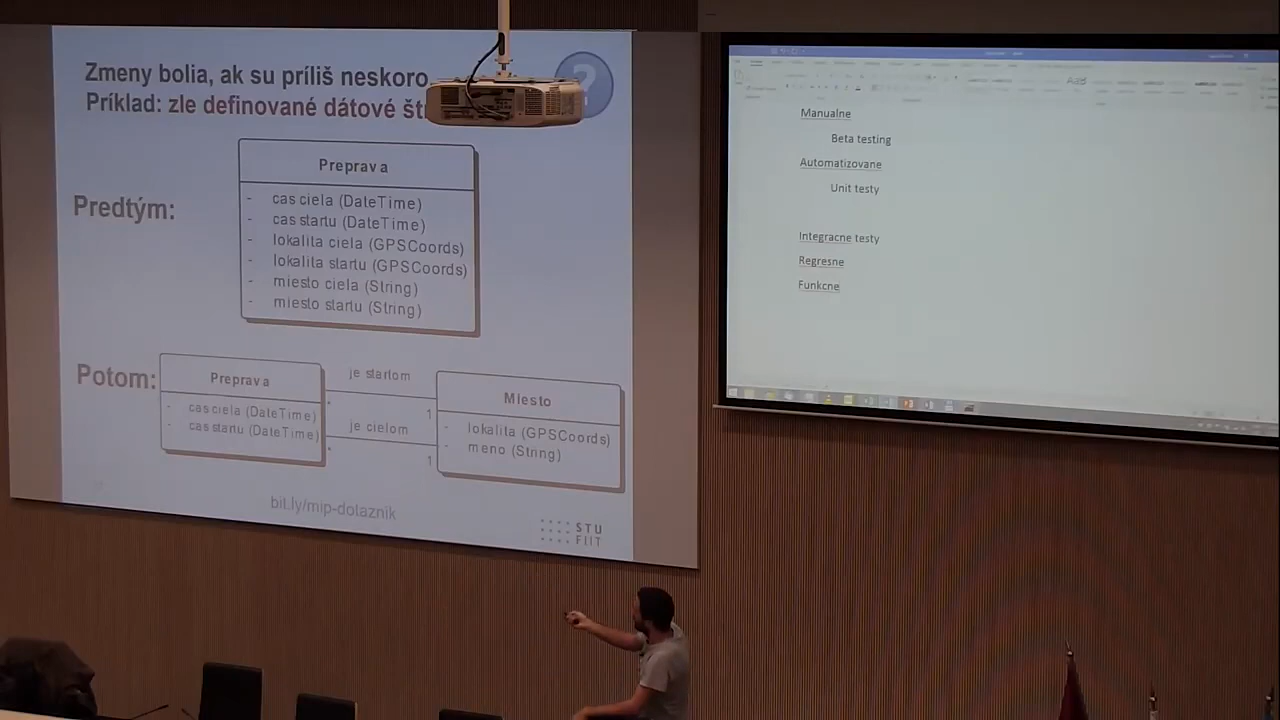 Zmeny bolia, ak su príliš neskoro
Príklad: zle definované dátové št
Predtým:
Preprava
- cas ciela (DateTime)
- cas startu (DateTime)
- lokalita ciela (GPSCoords)
- lokalita startu (GPSCoords)
- miesto ciela (String)
- miesto startu (String)
Potom:
Preprava
- cas ciela (DateTime)
- cas startu (DateTime)
je startom
1
je cielom
1
Miesto
- lokalita (GPSCoords)
- meno (String)
bit.ly/mip-dotaznik
STU
FIIT
?
Manualne
Beta testing
Automatizovane
Unit testy
Integracne testy
Regresne
Funkcne